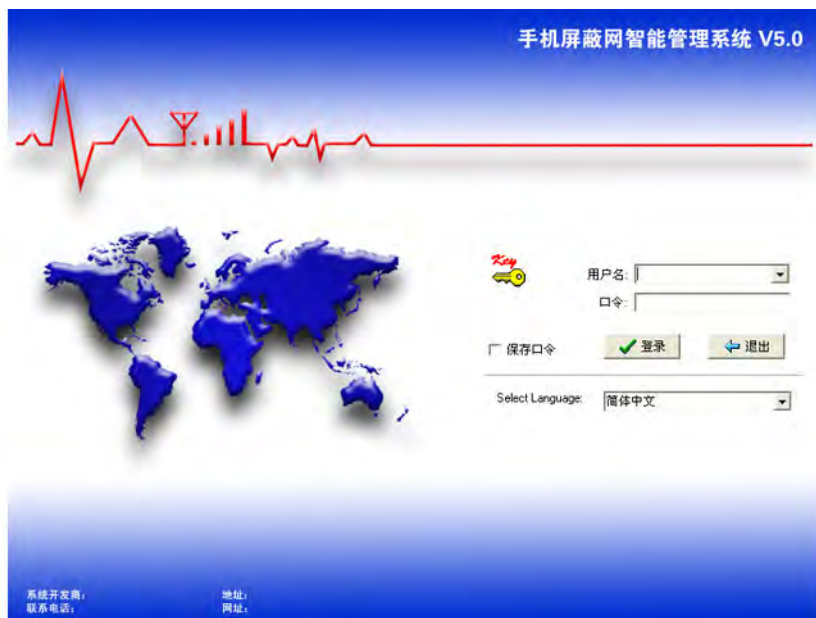 手机屏蔽网智能管理系统 V5.0
Key
用户名:
口令:
保存口令
登录
退出
Select Language:
简体中文
系统开发商:
地址:
联系电话:
网址: